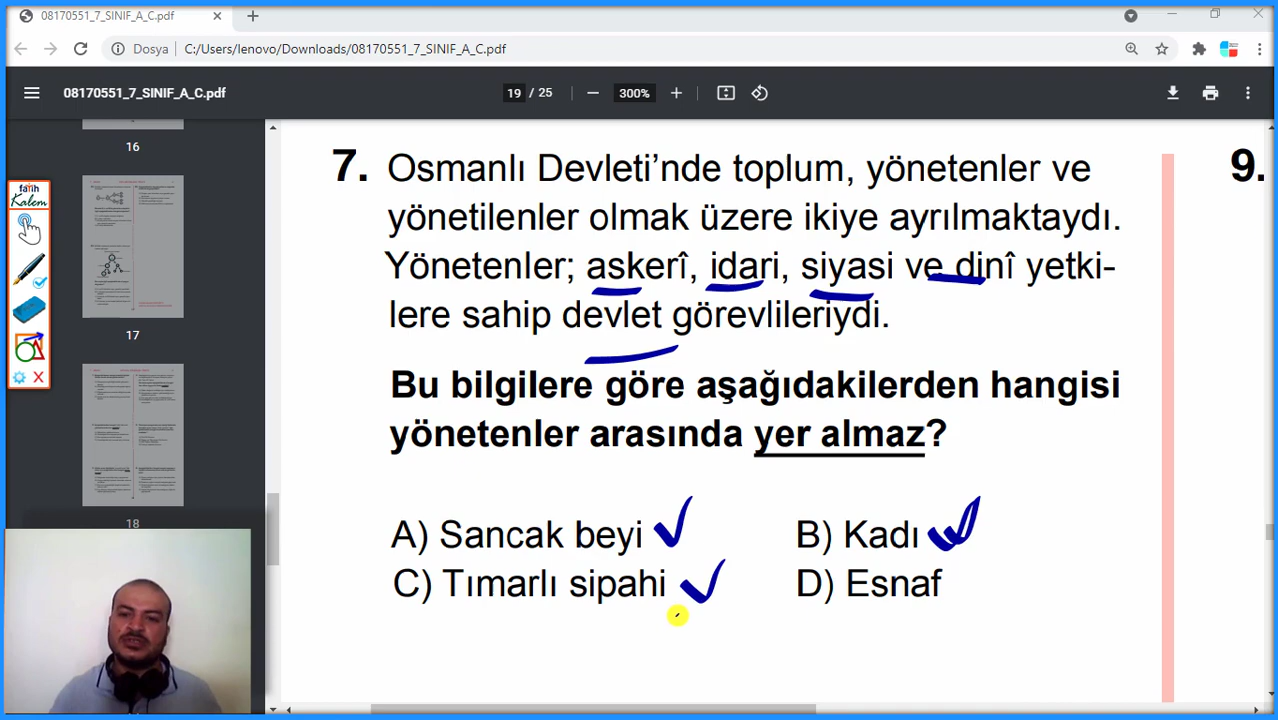 08170551_7_SINIF_A_C.pdf
Dosya
C:/Users/lenovo/Downloads/08170551_7_SINIF_A_C.pdf
08170551_7_SINIF_A_C.pdf
19 / 25
300%
16
17
18
fatih
Kalem
7. Osmanlı Devleti’nde toplum, yönetenler ve
yönetilenler olmak üzere ikiye ayrılmaktaydı.
Yönetenler; askerî, idari, siyasi ve dinî yetki-
lere sahip devlet görevlileriydi.
Bu bilgilere göre aşağıdakilerden hangisi
yönetenler arasında yer almaz?
A) Sancak beyi
B) Kadı
C) Tımarlı sipahi
D) Esnaf
9.